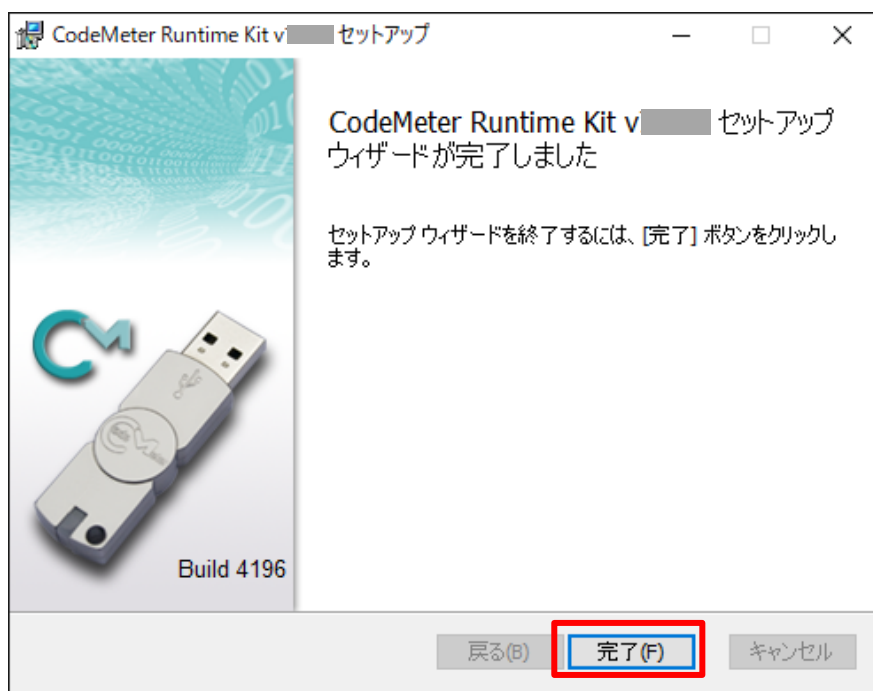 CodeMeter Runtime Kit v セットアップ
CodeMeter Runtime Kit v セットアップ
ウィザードが完了しました
セットアップ ウィザードを終了するには、[完了] ボタンをクリックし
ます。
CM
Build 4196
戻る(B)
完了(F)
キャンセル